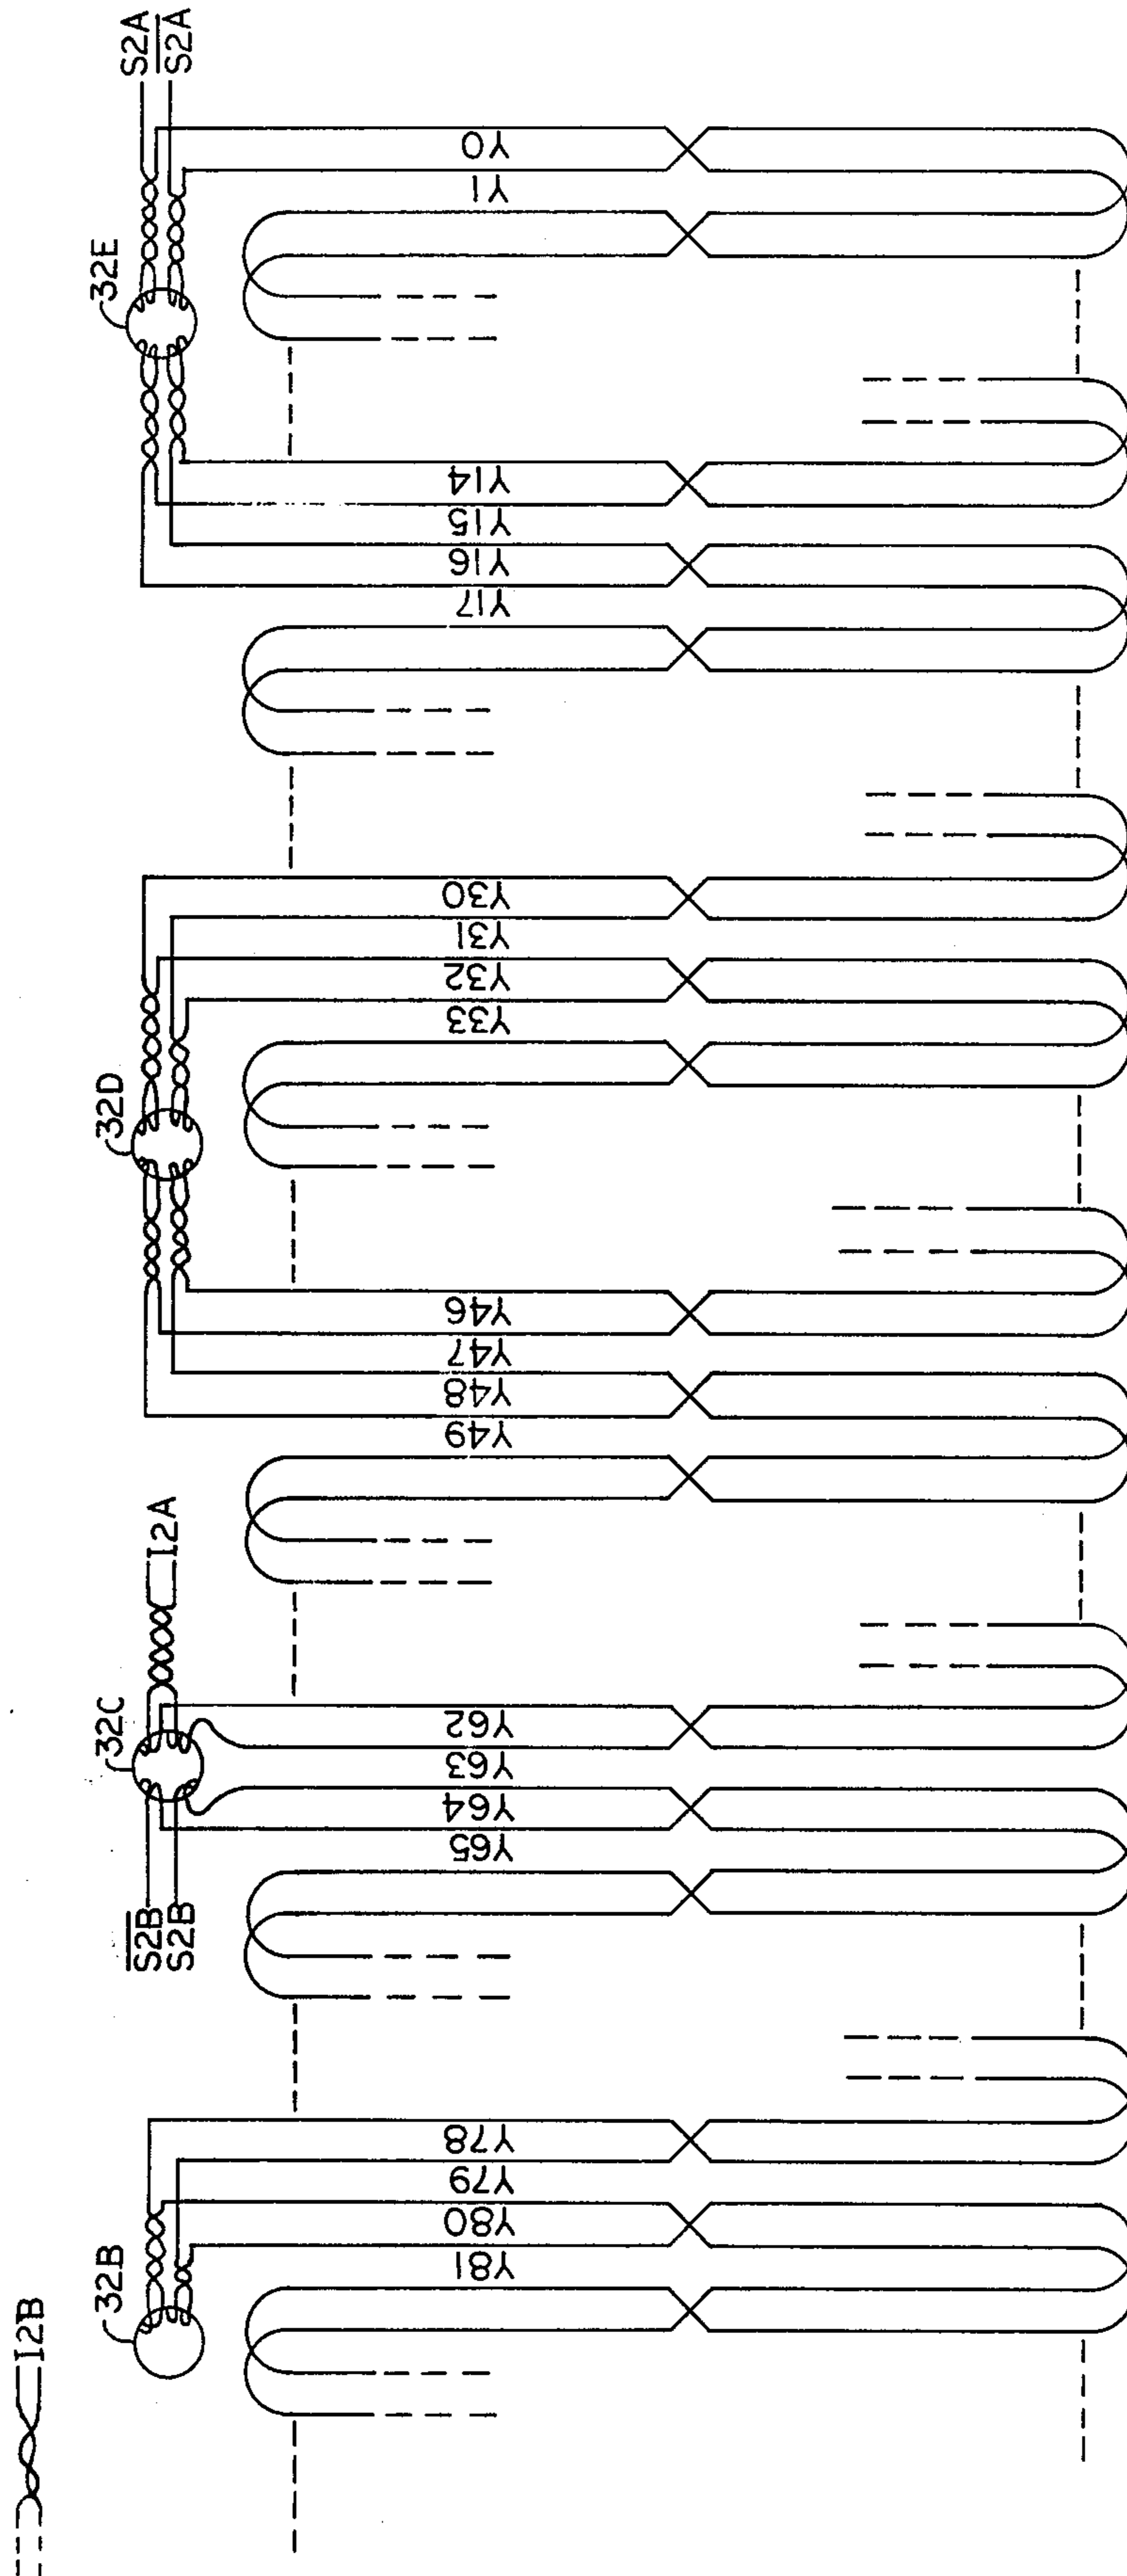 S2A
S2A
32E
Y0
Y1
Y14
Y15
Y16
Y17
Y30
Y31
Y32
Y33
32D
Y46
Y47
Y48
Y49
I2A
32C
Y62
Y63
Y64
Y65
S2B
S2B
Y78
Y79
Y80
Y81
32B
I2B